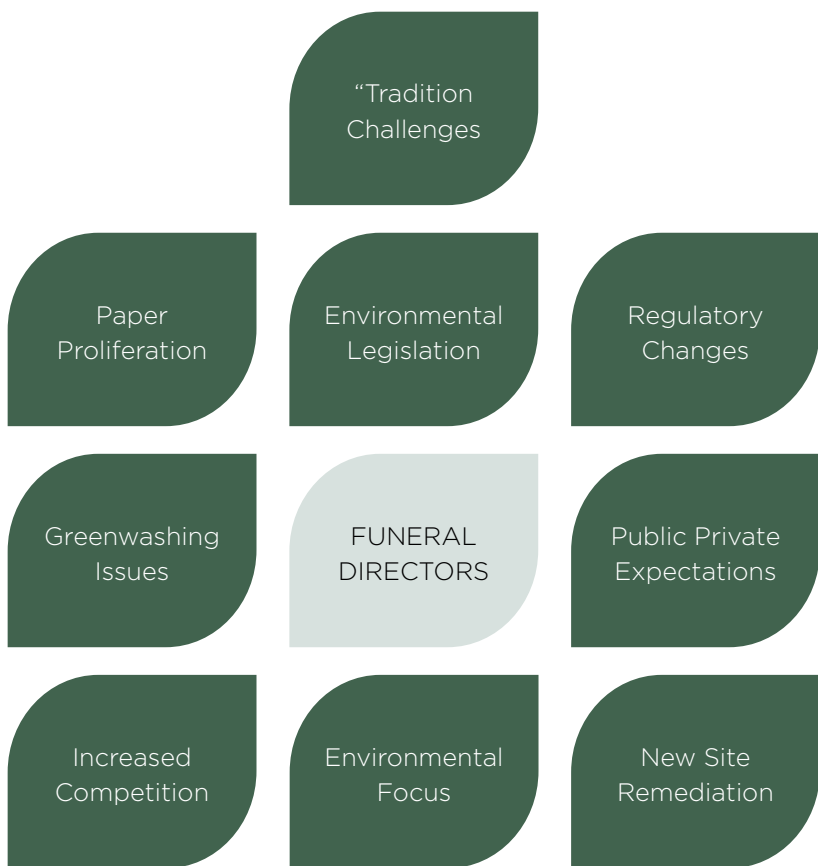 “Tradition
Challenges
Paper
Proliferation
Environmental
Legislation
Regulatory
Changes
Greenwashing
Issues
FUNERAL
DIRECTORS
Public Private
Expectations
Increased
Competition
Environmental
Focus
New Site
Remediation